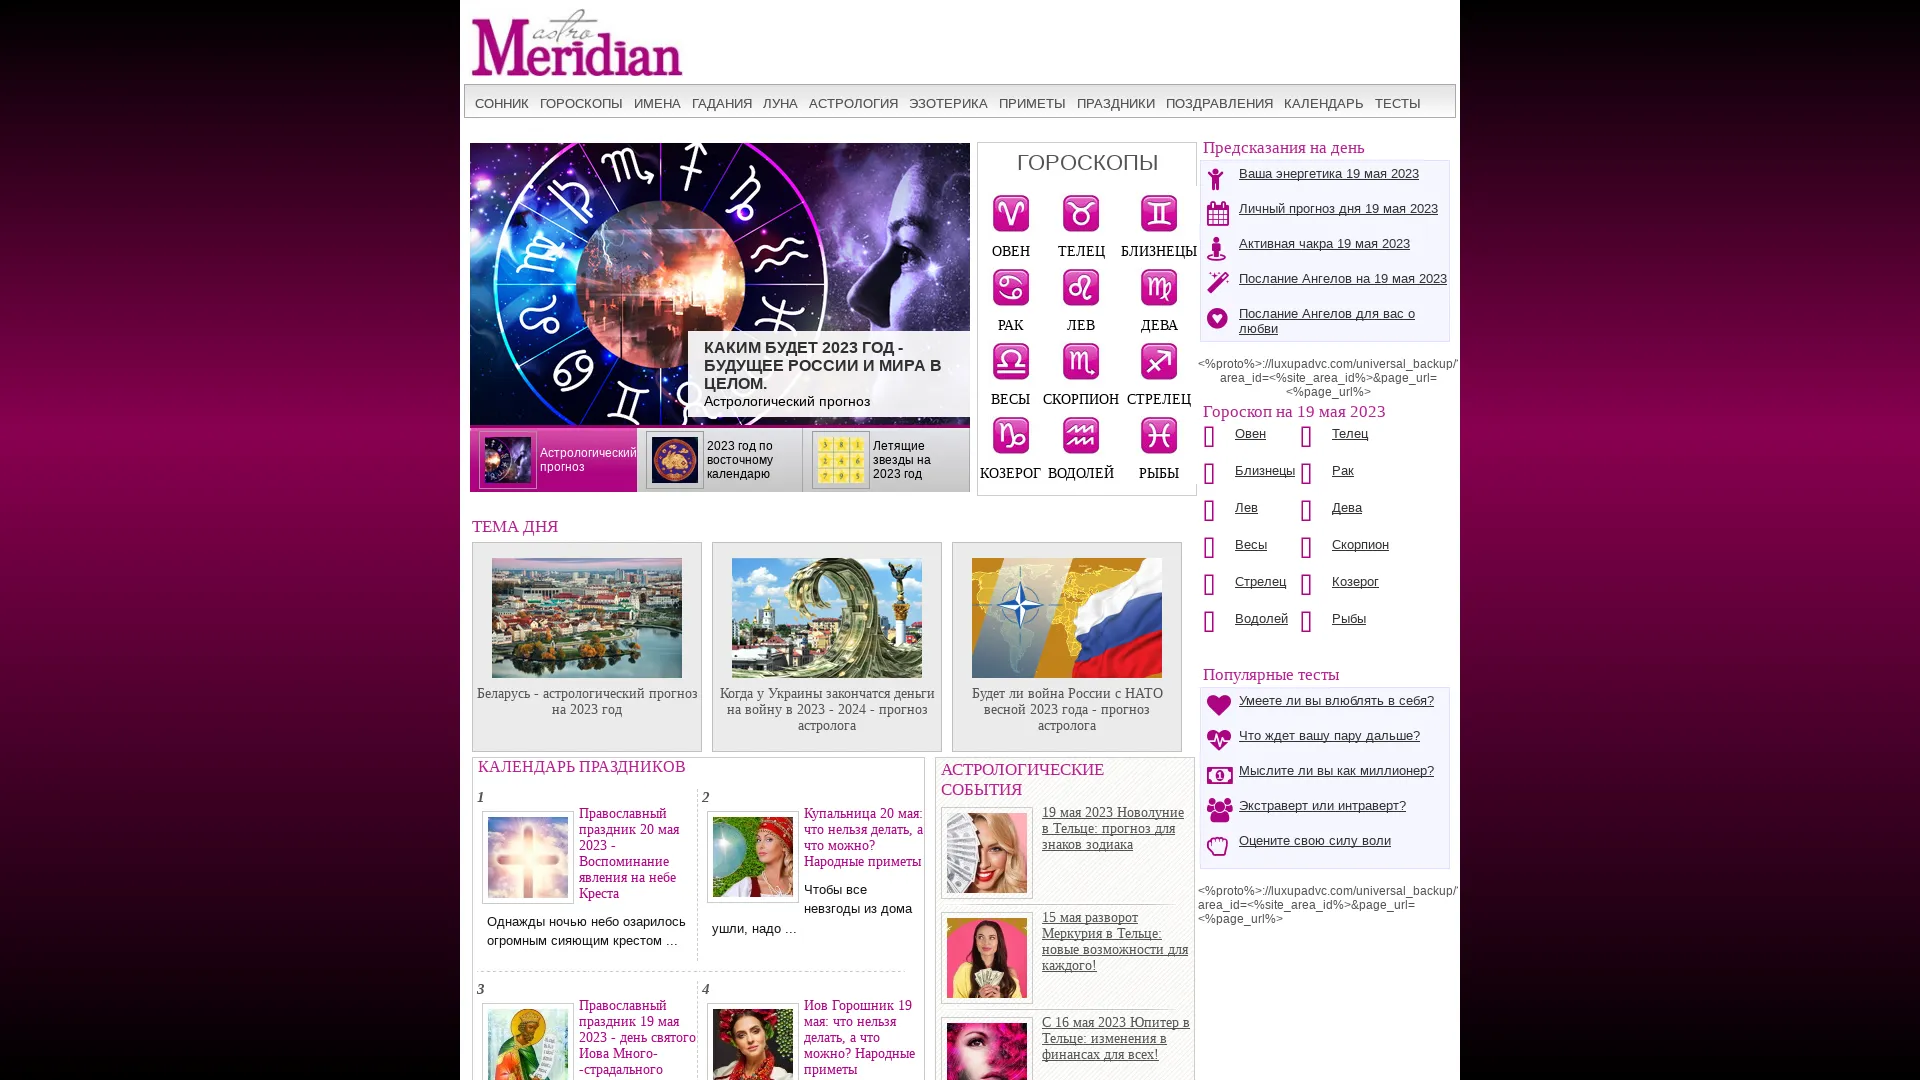 astro
Meridian
СОННИК ГОРОСКОПЫ ИМЕНА ГАДАНИЯ ЛУНА АСТРОЛОГИЯ ЭЗОТЕРИКА ПРИМЕТЫ ПРАЗДНИКИ ПОЗДРАВЛЕНИЯ КАЛЕНДАРЬ ТЕСТЫ
КАКИМ БУДЕТ 2023 ГОД -
БУДУЩЕЕ РОССИИ И МИРА В
ЦЕЛОМ.
Астрологический прогноз
Астрологический
прогноз
2023 год по
восточному
календарю
Летящие
звезды на
2023 год
ГОРОСКОПЫ
ОВЕН ТЕЛЕЦ БЛИЗНЕЦЫ
РАК ЛЕВ ДЕВА
ВЕСЫ СКОРПИОН СТРЕЛЕЦ
КОЗЕРОГ ВОДОЛЕЙ РЫБЫ
Предсказания на день
Ваша энергетика 19 мая 2023
Личный прогноз дня 19 мая 2023
Активная чакра 19 мая 2023
Послание Ангелов на 19 мая 2023
Послание Ангелов для вас о
любви
<%proto%>://luxupadvc.com/universal_backup/
area_id=<%site_area_id%>&page_url=
<%page_url%>
Гороскоп на 19 мая 2023
Овен Телец
Близнецы Рак
Лев Дева
Весы Скорпион
Стрелец Козерог
Водолей Рыбы
Популярные тесты
Умеете ли вы влюблять в себя?
Что ждет вашу пару дальше?
Мыслите ли вы как миллионер?
Экстраверт или интраверт?
Оцените свою силу воли
<%proto%>://luxupadvc.com/universal_backup/
area_id=<%site_area_id%>&page_url=
<%page_url%>
ТЕМА ДНЯ
Беларусь - астрологический прогноз
на 2023 год
Когда у Украины закончатся деньги
на войну в 2023 - 2024 - прогноз
астролога
Будет ли война России с НАТО
весной 2023 года - прогноз
астролога
КАЛЕНДАРЬ ПРАЗДНИКОВ
1
Православный
праздник 20 мая
2023 -
Воспоминание
явления на небе
Креста
Однажды ночью небо озарилось
огромным сияющим крестом ...
2
Купальница 20 мая:
что нельзя делать, а
что можно?
Народные приметы
Чтобы все
невзгоды из дома
ушли, надо ...
3
Православный
праздник 19 мая
2023 - день святого
Иова Много-
-страдального
4
Иов Горошник 19
мая: что нельзя
делать, а что
можно? Народные
приметы
АСТРОЛОГИЧЕСКИЕ
СОБЫТИЯ
19 мая 2023 Новолуние
в Тельце: прогноз для
знаков зодиака
15 мая разворот
Меркурия в Тельце:
новые возможности для
каждого!
С 16 мая 2023 Юпитер в
Тельце: изменения в
финансах для всех!